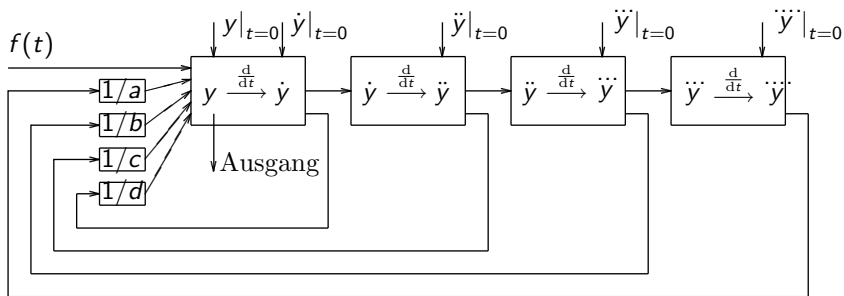 y|t=0 ẏ|t=0 ÿ|t=0 y⃛|t=0 y⃜|t=0
f(t)
y d/dt⟶ ẏ
ẏ d/dt⟶ ÿ
ÿ d/dt⟶ y⃛
y⃛ d/dt⟶ y⃜
1/a
1/b
1/c
1/d
Ausgang